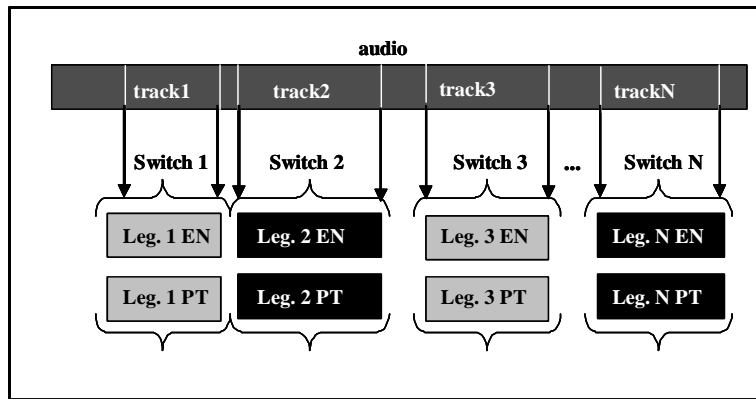 audio
track1 track2 track3 trackN
Switch 1 Switch 2 Switch 3 ... Switch N
Leg. 1 EN Leg. 2 EN Leg. 3 EN Leg. N EN
Leg. 1 PT Leg. 2 PT Leg. 3 PT Leg. N PT